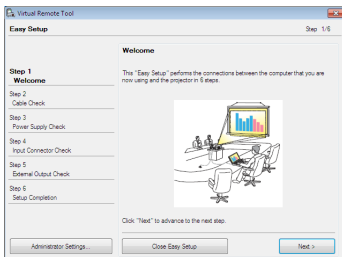 Virtual Remote Tool
Easy Setup
Step 1/6
Welcome
Step 1
Welcome
This "Easy Setup" performs the connections between the computer that you are
now using and the projector in 6 steps.
Step 2
Cable Check
Step 3
Power Supply Check
Step 4
Input Connector Check
Step 5
External Output Check
Step 6
Setup Completion
Click "Next" to advance to the next step.
Administrator Settings...
Close Easy Setup
Next >